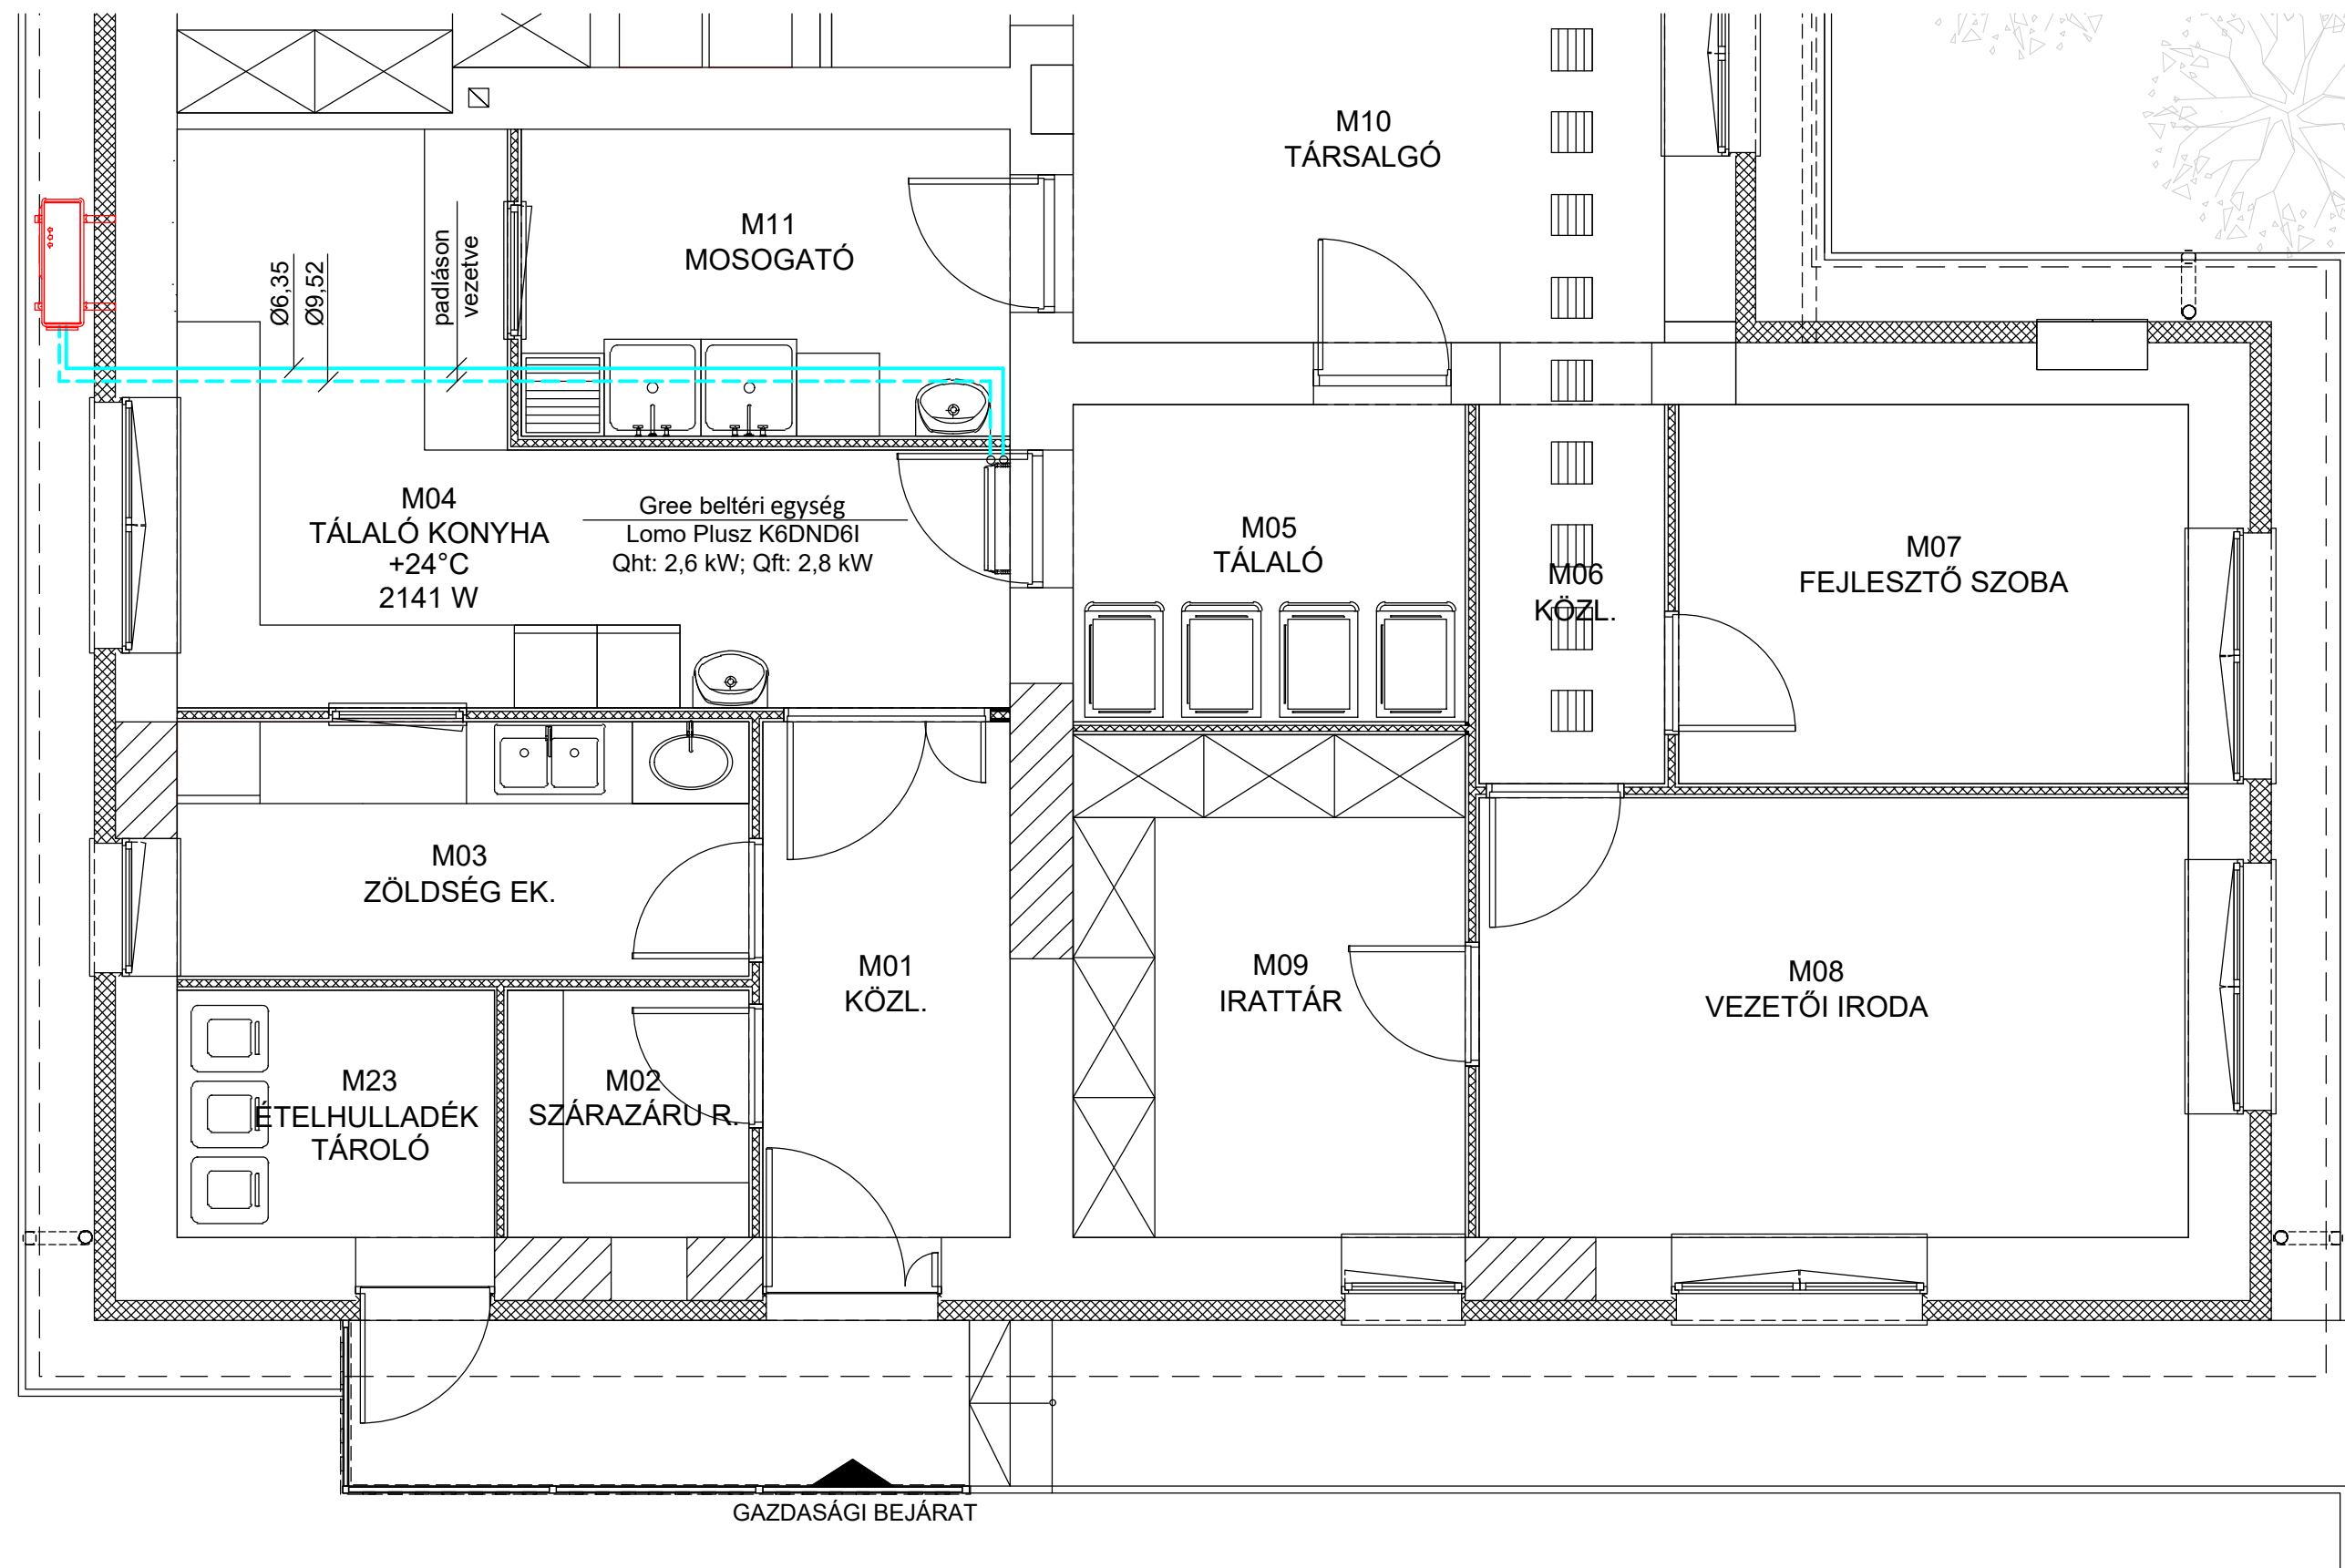 M10
TÁRSALGÓ
M11
MOSOGATÓ
Ø6,35
Ø9,52
padláson
vezetve
M04
TÁLALÓ KONYHA
+24°C
2141 W
Gree beltéri egység
Lomo Plusz K6DND6I
Qht: 2,6 kW; Qft: 2,8 kW
M05
TÁLALÓ
M06
KÖZL.
M07
FEJLESZTŐ SZOBA
M03
ZÖLDSÉG EK.
M01
KÖZL.
M09
IRATTÁR
M08
VEZETŐI IRODA
M23
ÉTELHULLADÉK
TÁROLÓ
M02
SZÁRAZÁRU R.
GAZDASÁGI BEJÁRAT